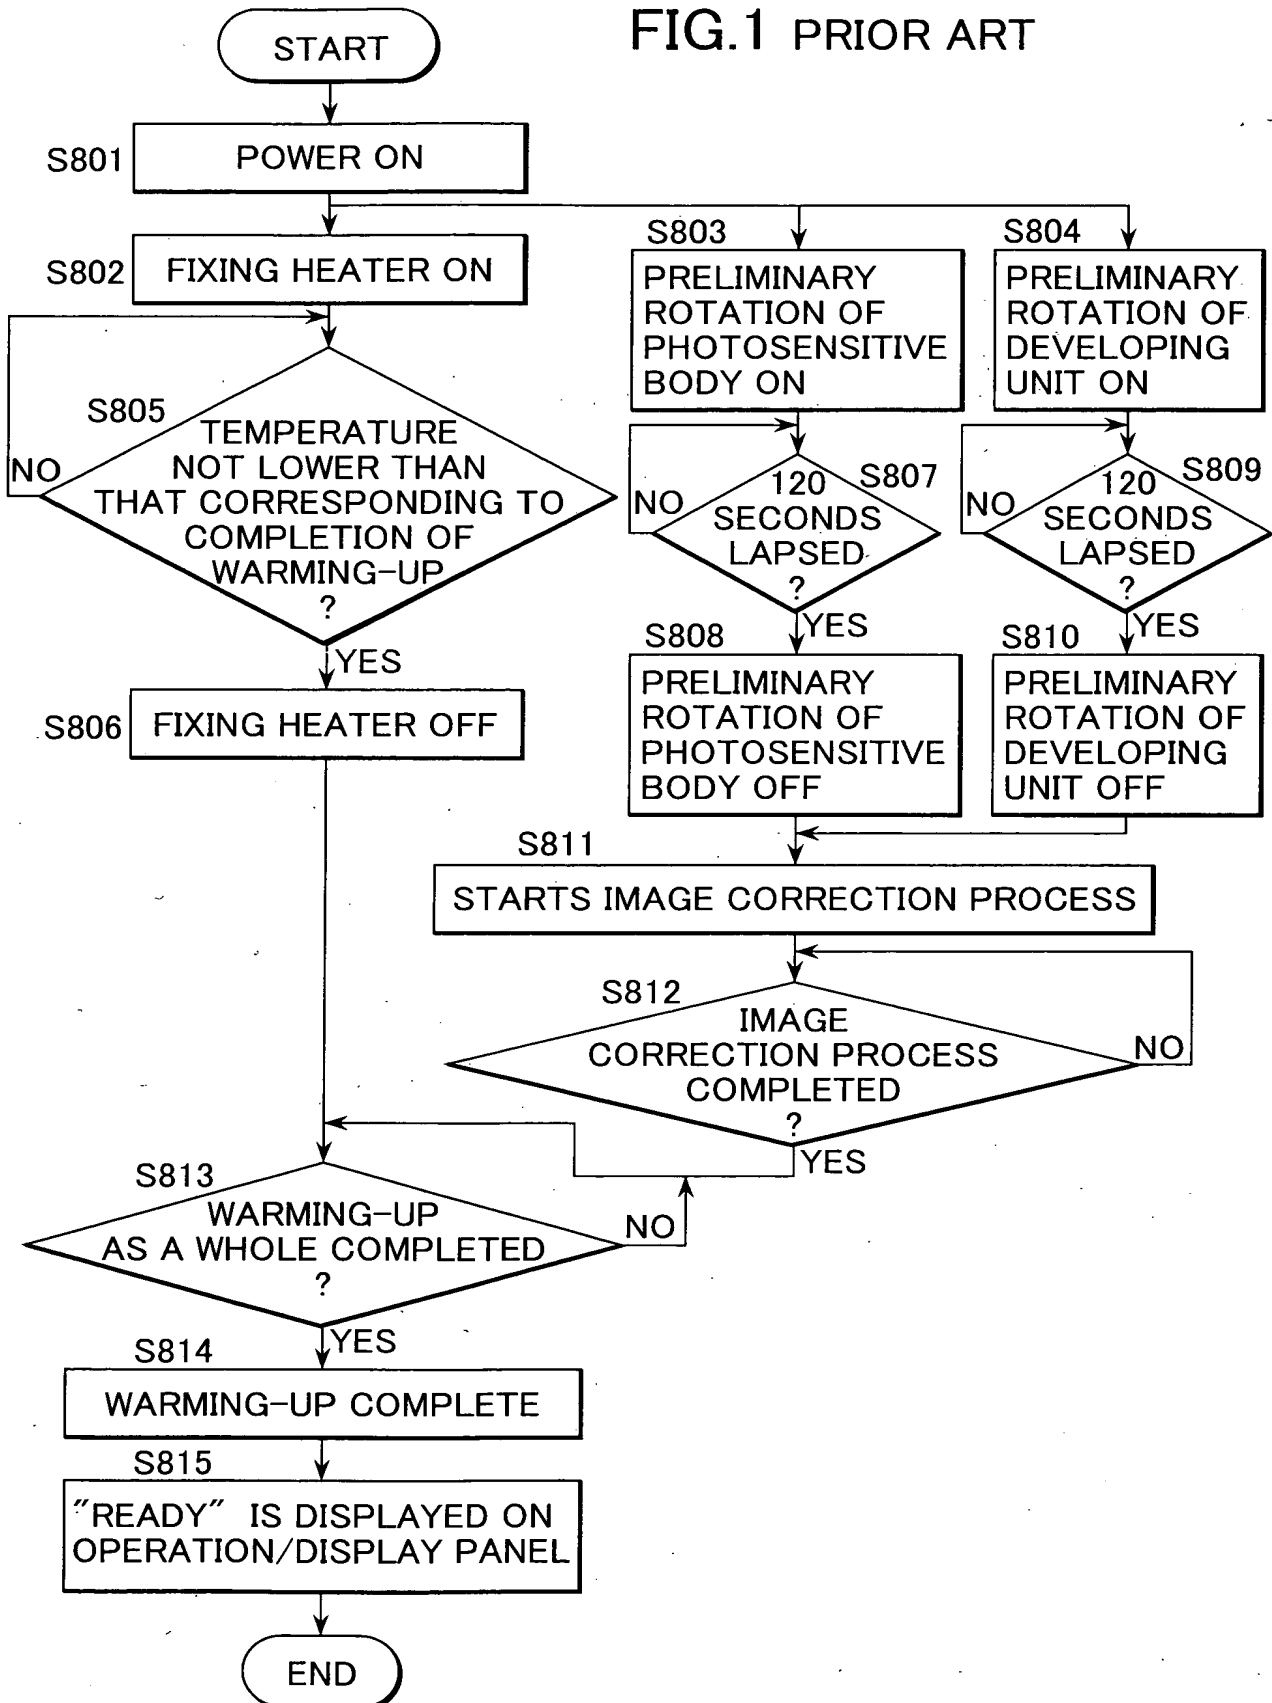 FIG.1 PRIOR ART
START
S801
POWER ON
S802
FIXING HEATER ON
S803
PRELIMINARY
ROTATION OF
PHOTOSENSITIVE
BODY ON
S804
PRELIMINARY
ROTATION OF
DEVELOPING
UNIT ON
S805
TEMPERATURE
NOT LOWER THAN
THAT CORRESPONDING TO
COMPLETION OF
WARMING-UP
?
NO
YES
S806
FIXING HEATER OFF
S807
120
SECONDS
LAPSED
?
NO
YES
S808
PRELIMINARY
ROTATION OF
PHOTOSENSITIVE
BODY OFF
S809
120
SECONDS
LAPSED
?
NO
YES
S810
PRELIMINARY
ROTATION OF
DEVELOPING
UNIT OFF
S811
STARTS IMAGE CORRECTION PROCESS
S812
IMAGE
CORRECTION PROCESS
COMPLETED
?
NO
YES
S813
WARMING-UP
AS A WHOLE COMPLETED
?
NO
YES
S814
WARMING-UP COMPLETE
S815
"READY" IS DISPLAYED ON
OPERATION/DISPLAY PANEL
END